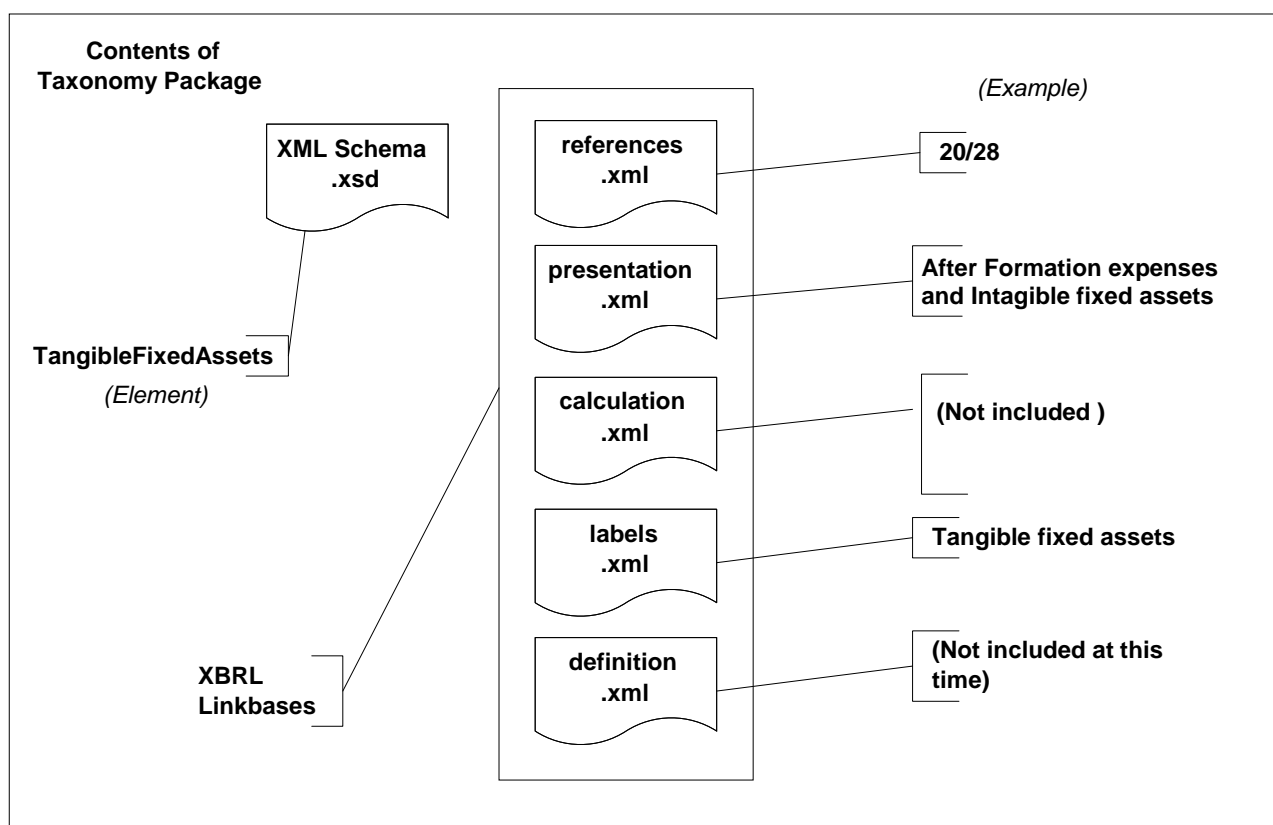 Contents of
Taxonomy Package
(Example)
XML Schema
.xsd
references
.xml
20/28
presentation
.xml
After Formation expenses
and Intagible fixed assets
TangibleFixedAssets
(Element)
calculation
.xml
(Not included )
labels
.xml
Tangible fixed assets
XBRL
Linkbases
definition
.xml
(Not included at this
time)